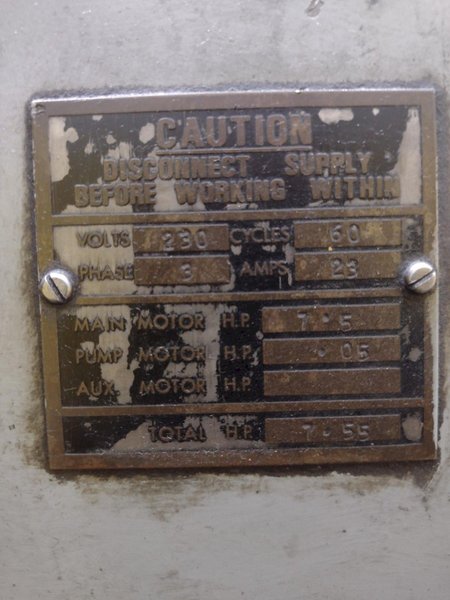 CAUTION
DISCONNECT SUPPLY
BEFORE WORKING WITHIN
VOLTS 230 CYCLES 60
PHASE 3 AMPS 23
MAIN MOTOR H.P. 7.5
PUMP MOTOR H.P. .05
AUX. MOTOR H.P.
TOTAL H.P. 7.55